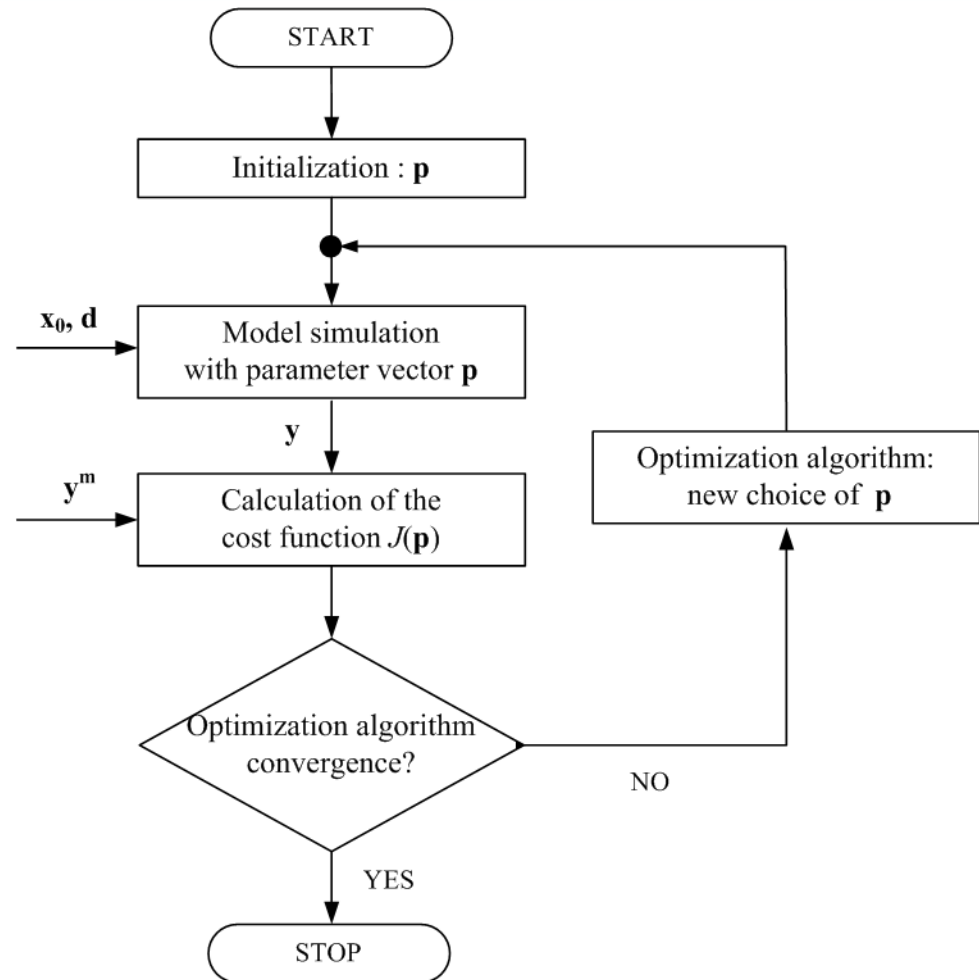 START
Initialization : p
x₀, d
Model simulation
with parameter vector p
y
yᵐ
Calculation of the
cost function J(p)
Optimization algorithm:
new choice of p
Optimization algorithm
convergence?
NO
YES
STOP